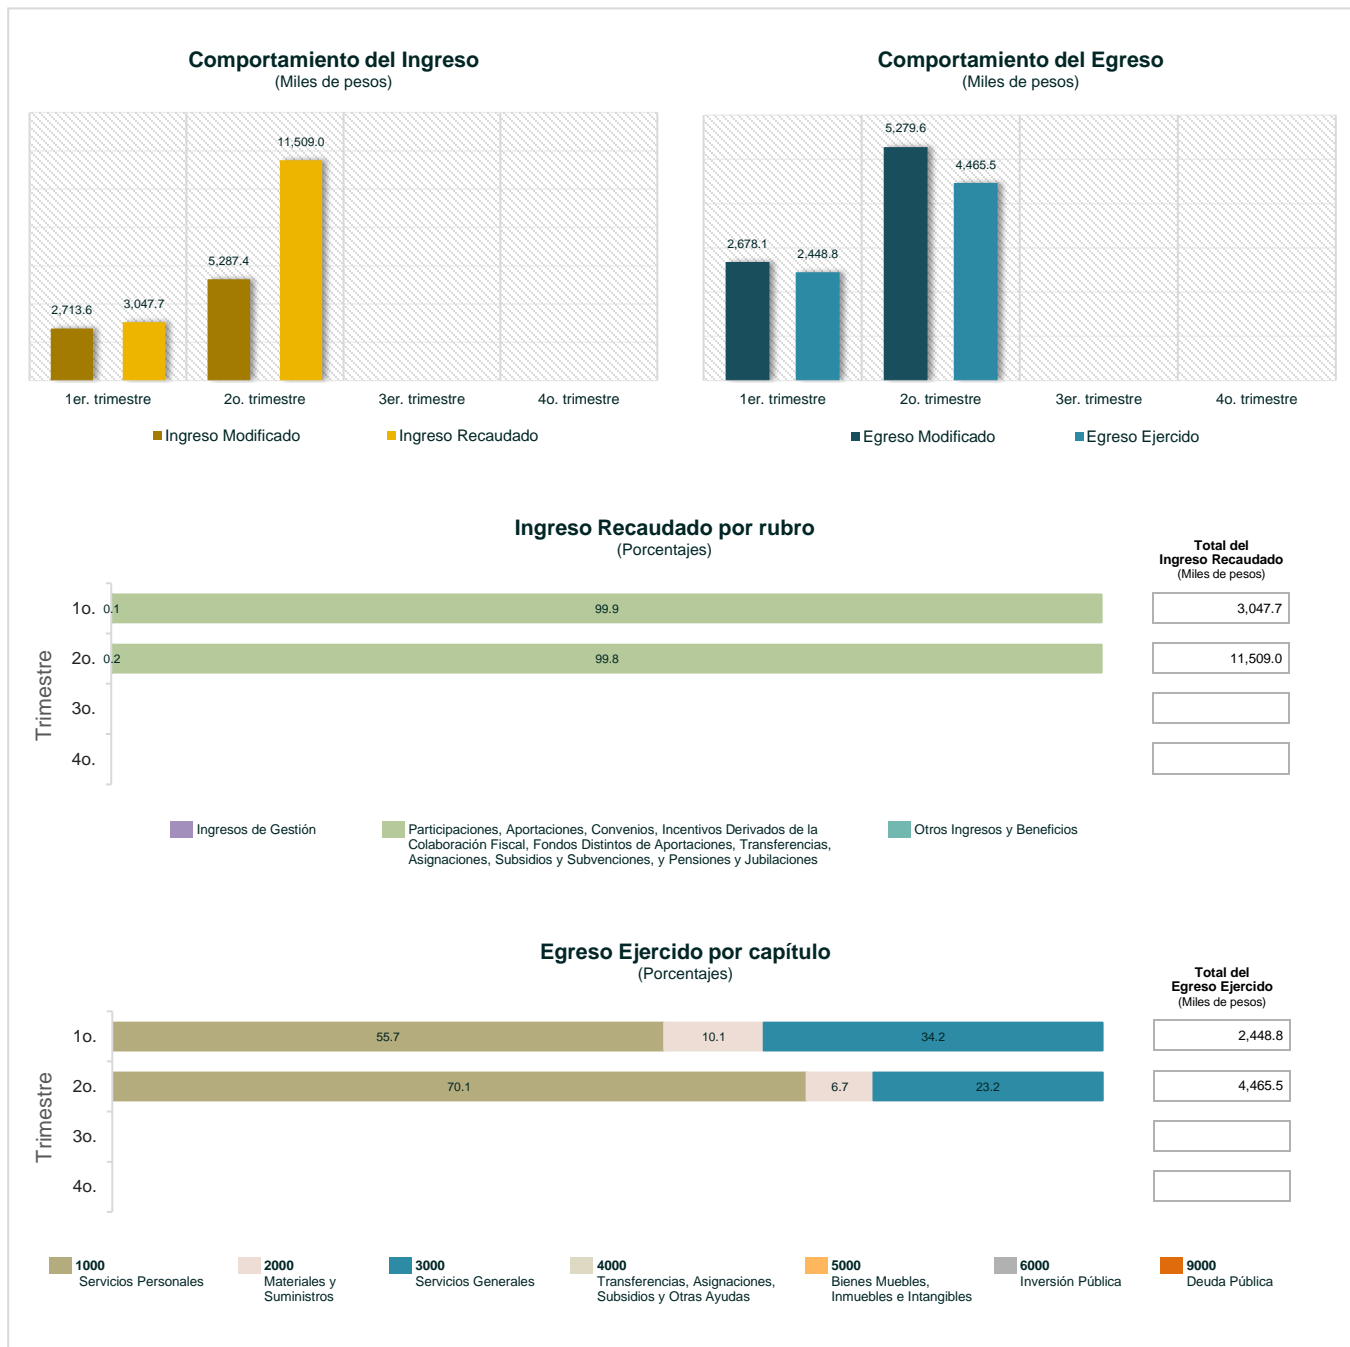 Comportamiento del Ingreso
(Miles de pesos)
11,509.0
5,287.4
2,713.6
3,047.7
1er. trimestre
2o. trimestre
3er. trimestre
4o. trimestre
Ingreso Modificado
Ingreso Recaudado
Comportamiento del Egreso
(Miles de pesos)
5,279.6
4,465.5
2,678.1
2,448.8
1er. trimestre
2o. trimestre
3er. trimestre
4o. trimestre
Egreso Modificado
Egreso Ejercido
Ingreso Recaudado por rubro
(Porcentajes)
Total del
Ingreso Recaudado
(Miles de pesos)
Trimestre
1o. 0.1 99.9 3,047.7
2o. 0.2 99.8 11,509.0
3o.
4o.
Ingresos de Gestión
Participaciones, Aportaciones, Convenios, Incentivos Derivados de la
Colaboración Fiscal, Fondos Distintos de Aportaciones, Transferencias,
Asignaciones, Subsidios y Subvenciones, y Pensiones y Jubilaciones
Otros Ingresos y Beneficios
Egreso Ejercido por capítulo
(Porcentajes)
Total del
Egreso Ejercido
(Miles de pesos)
Trimestre
1o. 55.7 10.1 34.2 2,448.8
2o. 70.1 6.7 23.2 4,465.5
3o.
4o.
1000
Servicios Personales
2000
Materiales y
Suministros
3000
Servicios Generales
4000
Transferencias, Asignaciones,
Subsidios y Otras Ayudas
5000
Bienes Muebles,
Inmuebles e Intangibles
6000
Inversión Pública
9000
Deuda Pública